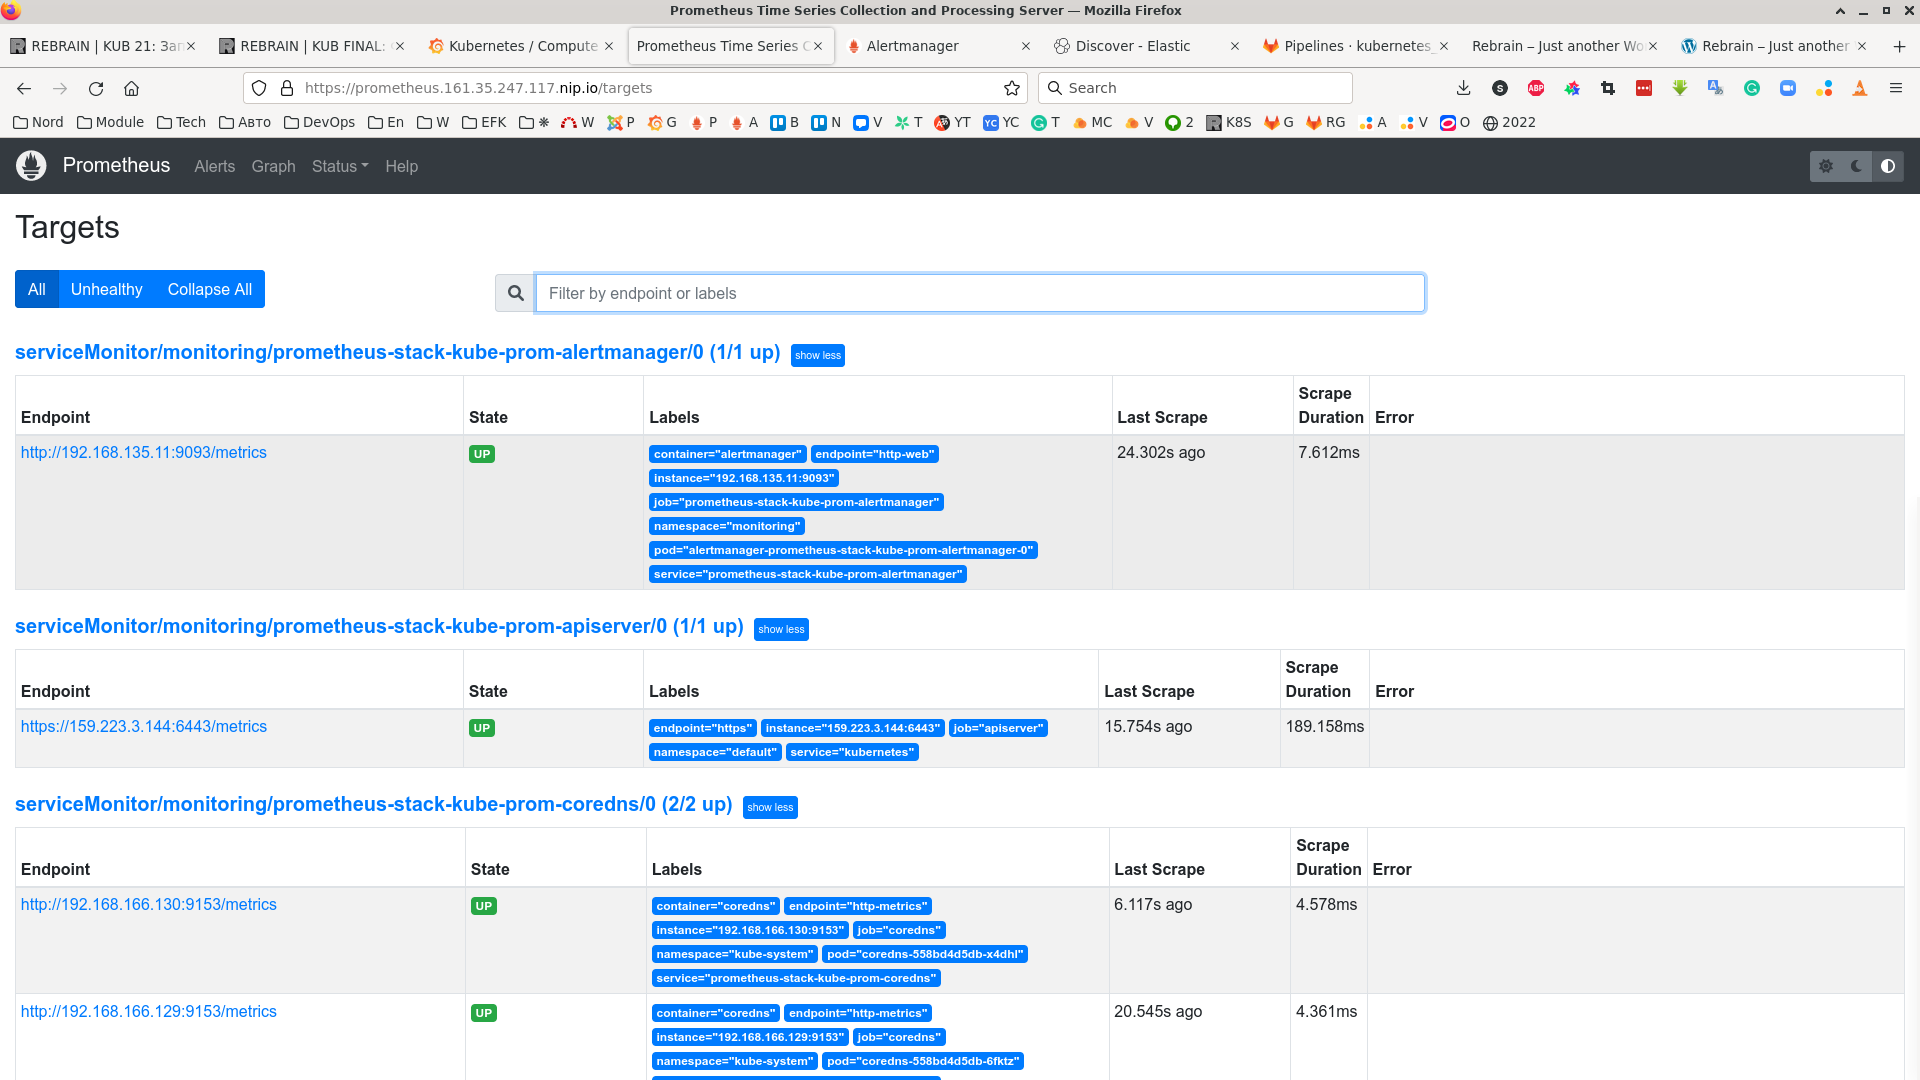 Prometheus Time Series Collection and Processing Server — Mozilla Firefox
REBRAIN | KUB 21: Зап
REBRAIN | KUB FINAL:
Kubernetes / Compute
Prometheus Time Series C
Alertmanager
Discover - Elastic
Pipelines · kubernetes_
Rebrain – Just another Wo
Rebrain – Just another
https://prometheus.161.35.247.117.nip.io/targets
Search
Nord Module Tech Авто DevOps En W EFK W P G P A B N V T YT YC T MC V 2 K8S G RG A V O 2022
Prometheus Alerts Graph Status Help
Targets
All Unhealthy Collapse All
Filter by endpoint or labels
serviceMonitor/monitoring/prometheus-stack-kube-prom-alertmanager/0 (1/1 up) show less
Endpoint State Labels Last Scrape Scrape Duration Error
http://192.168.135.11:9093/metrics UP container="alertmanager" endpoint="http-web" 24.302s ago 7.612ms
instance="192.168.135.11:9093"
job="prometheus-stack-kube-prom-alertmanager"
namespace="monitoring"
pod="alertmanager-prometheus-stack-kube-prom-alertmanager-0"
service="prometheus-stack-kube-prom-alertmanager"
serviceMonitor/monitoring/prometheus-stack-kube-prom-apiserver/0 (1/1 up) show less
Endpoint State Labels Last Scrape Scrape Duration Error
https://159.223.3.144:6443/metrics UP endpoint="https" instance="159.223.3.144:6443" job="apiserver" 15.754s ago 189.158ms
namespace="default" service="kubernetes"
serviceMonitor/monitoring/prometheus-stack-kube-prom-coredns/0 (2/2 up) show less
Endpoint State Labels Last Scrape Scrape Duration Error
http://192.168.166.130:9153/metrics UP container="coredns" endpoint="http-metrics" 6.117s ago 4.578ms
instance="192.168.166.130:9153" job="coredns"
namespace="kube-system" pod="coredns-558bd4d5db-x4dhl"
service="prometheus-stack-kube-prom-coredns"
http://192.168.166.129:9153/metrics UP container="coredns" endpoint="http-metrics" 20.545s ago 4.361ms
instance="192.168.166.129:9153" job="coredns"
namespace="kube-system" pod="coredns-558bd4d5db-6fktz"